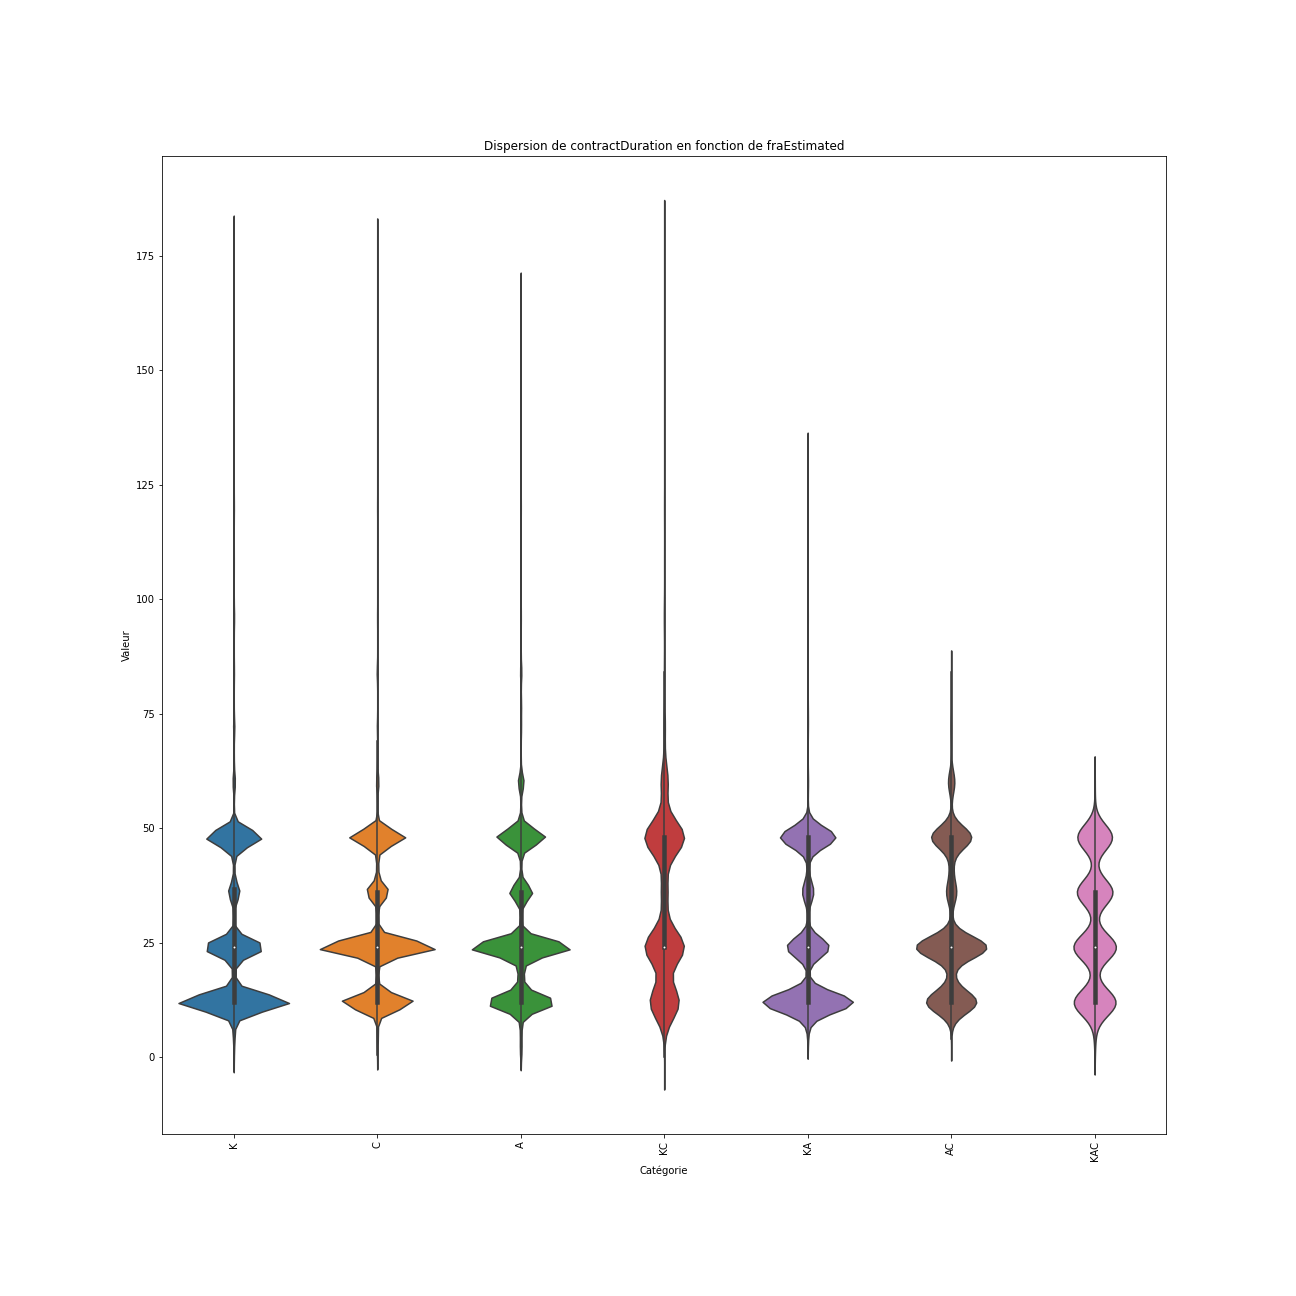 Dispersion de contractDuration en fonction de fraEstimated
175
150
125
100
75
50
25
0
Valeur
K
C
A
KC
KA
AC
KAC
Catégorie